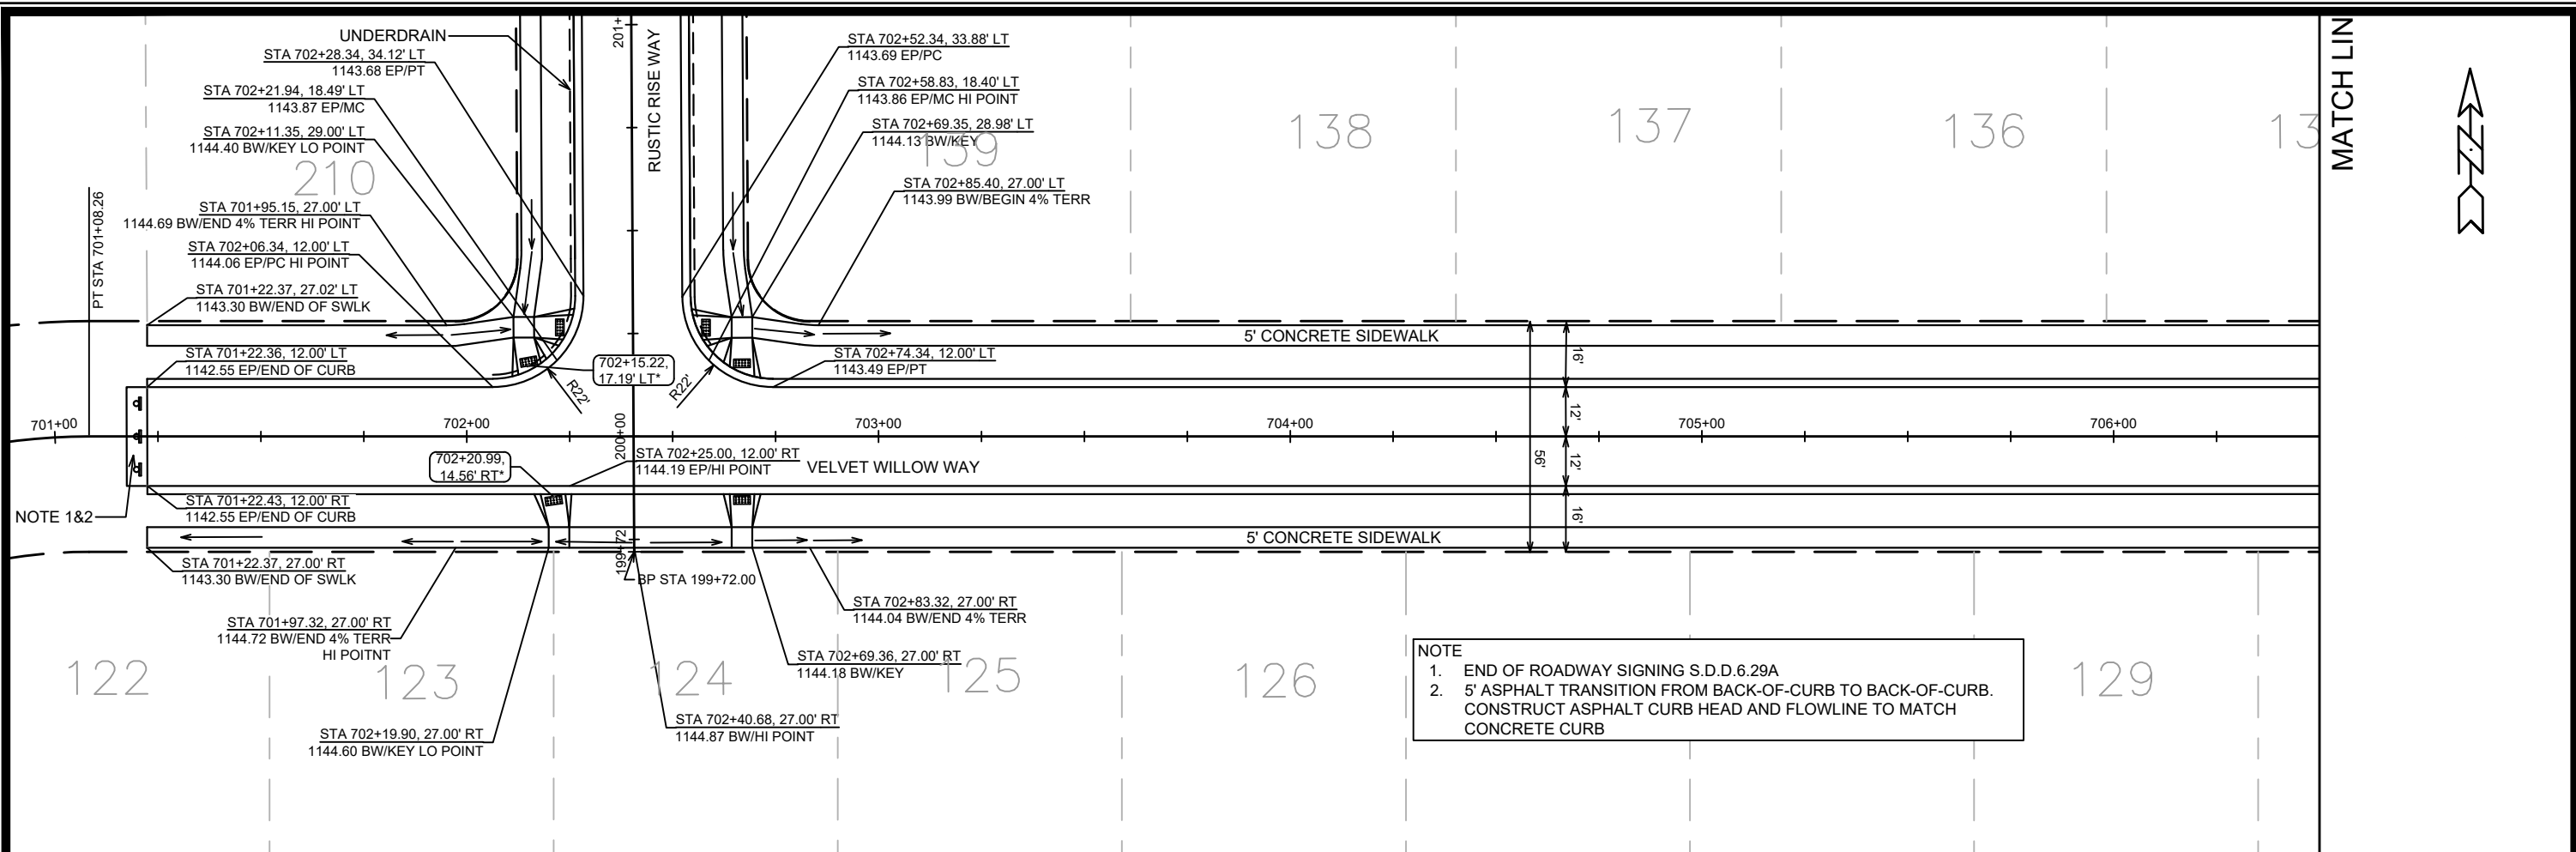 UNDERDRAIN
STA 702+28.34, 34.12' LT
1143.68 EP/PT
STA 702+21.94, 18.49' LT
1143.87 EP/MC
STA 702+11.35, 29.00' LT
1144.40 BW/KEY LO POINT
210
STA 701+95.15, 27.00' LT
1144.69 BW/END 4% TERR HI POINT
STA 702+06.34, 12.00' LT
1144.06 EP/PC HI POINT
PT STA 701+08.26
STA 701+22.37, 27.02' LT
1143.30 BW/END OF SWLK
STA 701+22.36, 12.00' LT
1142.55 EP/END OF CURB
201+
RUSTIC RISE WAY
STA 702+52.34, 33.88' LT
1143.69 EP/PC
STA 702+58.83, 18.40' LT
1143.86 EP/MC HI POINT
STA 702+69.35, 28.98' LT
1144.13 BW/KEY
139
STA 702+85.40, 27.00' LT
1143.99 BW/BEGIN 4% TERR
138
137
136
13
MATCH LIN
N
5' CONCRETE SIDEWALK
STA 702+74.34, 12.00' LT
1143.49 EP/PT
702+15.22,
17.19' LT*
R22'
R22'
16'
12'
56'
12'
16'
701+00
702+00
200+00
703+00
704+00
705+00
706+00
702+20.99,
14.56' RT*
STA 702+25.00, 12.00' RT
1144.19 EP/HI POINT
VELVET WILLOW WAY
STA 701+22.43, 12.00' RT
1142.55 EP/END OF CURB
NOTE 1&2
5' CONCRETE SIDEWALK
199+72
BP STA 199+72.00
STA 701+22.37, 27.00' RT
1143.30 BW/END OF SWLK
STA 701+97.32, 27.00' RT
1144.72 BW/END 4% TERR
HI POITNT
STA 702+83.32, 27.00' RT
1144.04 BW/END 4% TERR
STA 702+69.36, 27.00' RT
1144.18 BW/KEY
122
123
124
125
126
129
STA 702+19.90, 27.00' RT
1144.60 BW/KEY LO POINT
STA 702+40.68, 27.00' RT
1144.87 BW/HI POINT
NOTE
1. END OF ROADWAY SIGNING S.D.D.6.29A
2. 5' ASPHALT TRANSITION FROM BACK-OF-CURB TO BACK-OF-CURB.
CONSTRUCT ASPHALT CURB HEAD AND FLOWLINE TO MATCH
CONCRETE CURB